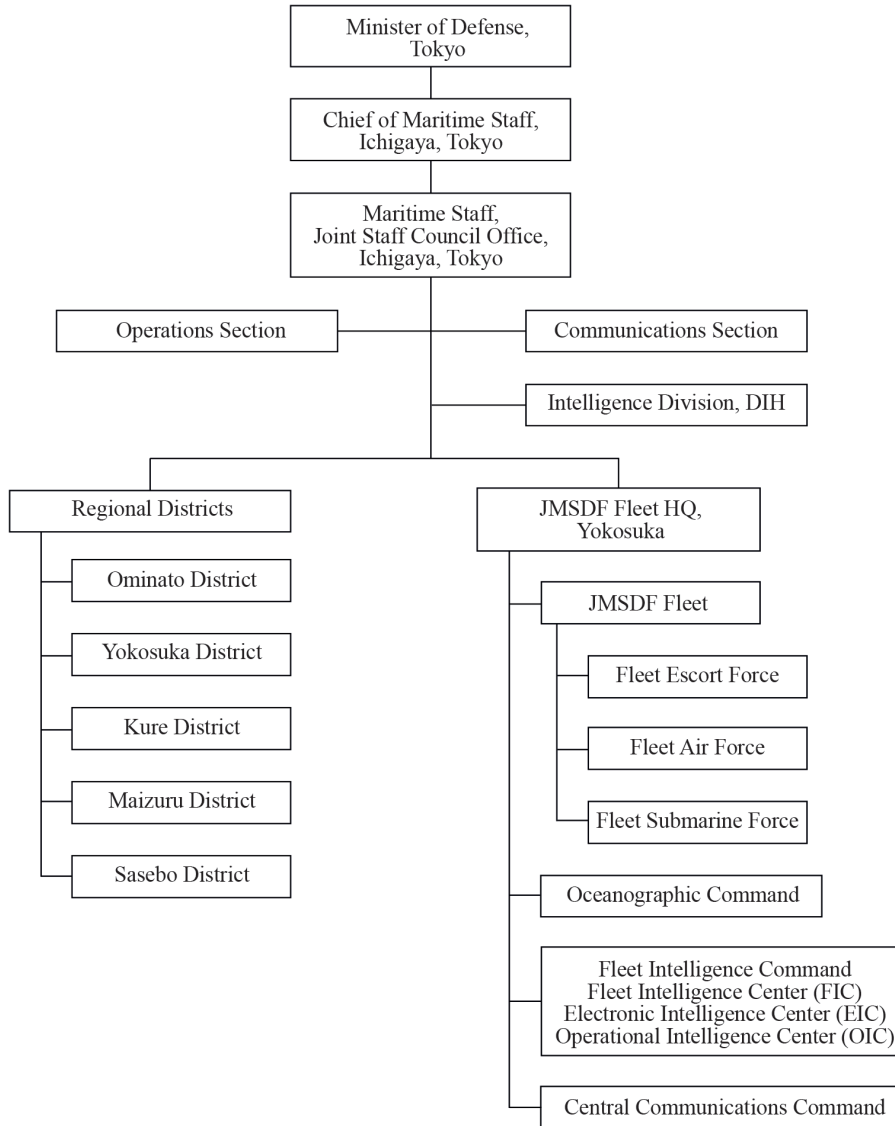 Minister of Defense,
Tokyo
Chief of Maritime Staff,
Ichigaya, Tokyo
Maritime Staff,
Joint Staff Council Office,
Ichigaya, Tokyo
Operations Section
Communications Section
Intelligence Division, DIH
Regional Districts
Ominato District
Yokosuka District
Kure District
Maizuru District
Sasebo District
JMSDF Fleet HQ,
Yokosuka
JMSDF Fleet
Fleet Escort Force
Fleet Air Force
Fleet Submarine Force
Oceanographic Command
Fleet Intelligence Command
Fleet Intelligence Center (FIC)
Electronic Intelligence Center (EIC)
Operational Intelligence Center (OIC)
Central Communications Command